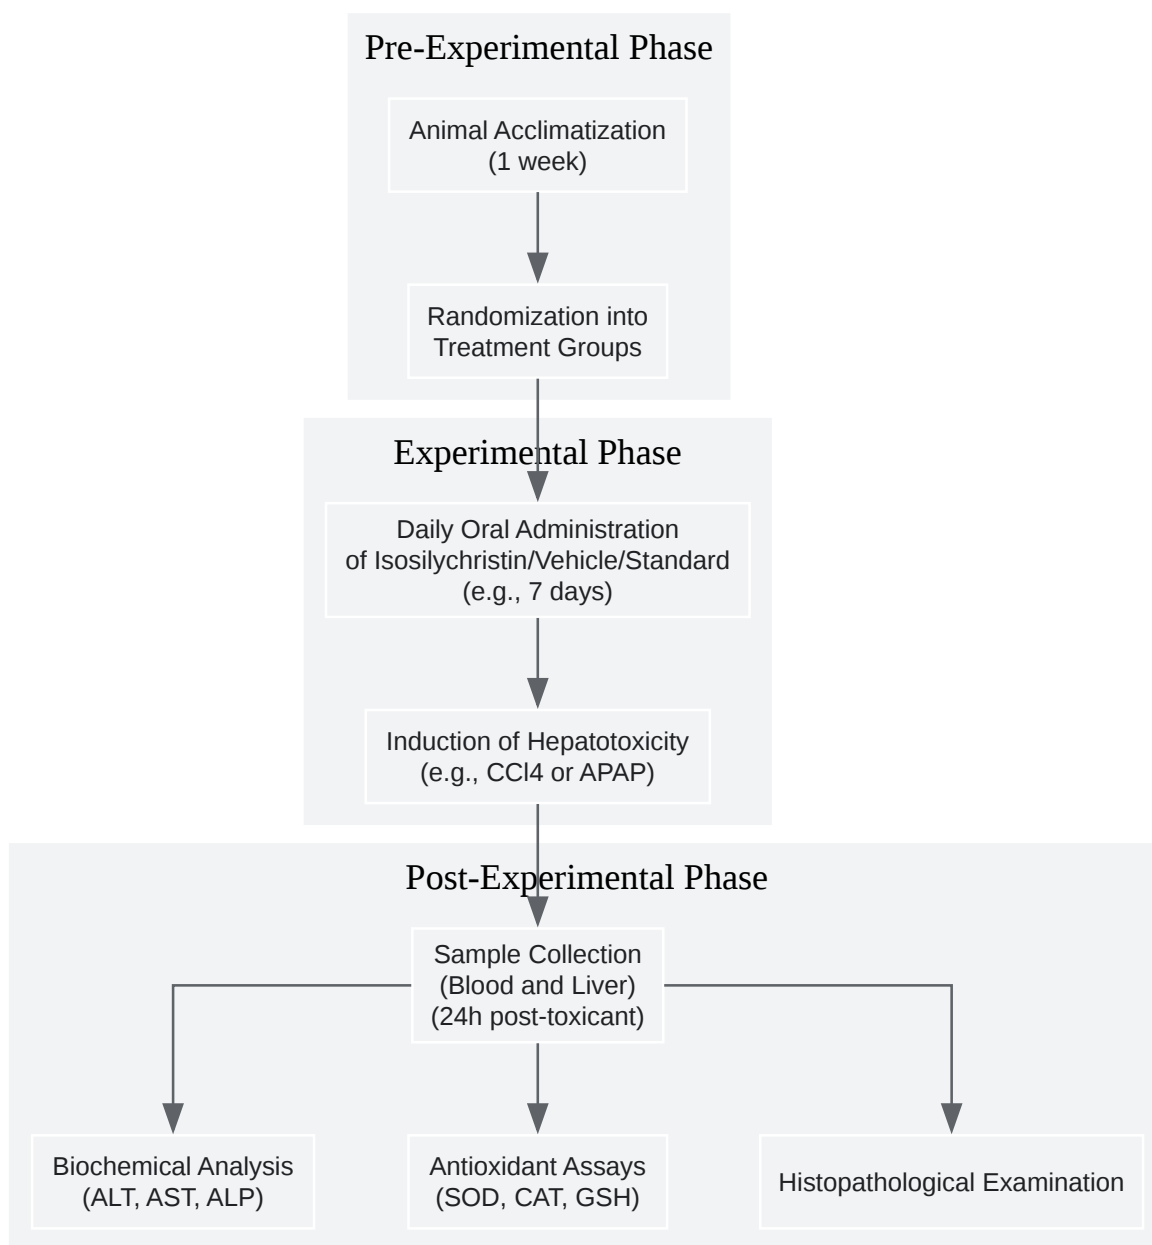 Pre-Experimental Phase
Animal Acclimatization
(1 week)
Randomization into
Treatment Groups
Experimental Phase
Daily Oral Administration
of Isosilychristin/Vehicle/Standard
(e.g., 7 days)
Induction of Hepatotoxicity
(e.g., CCl4 or APAP)
Post-Experimental Phase
Sample Collection
(Blood and Liver)
(24h post-toxicant)
Biochemical Analysis
(ALT, AST, ALP)
Antioxidant Assays
(SOD, CAT, GSH)
Histopathological Examination